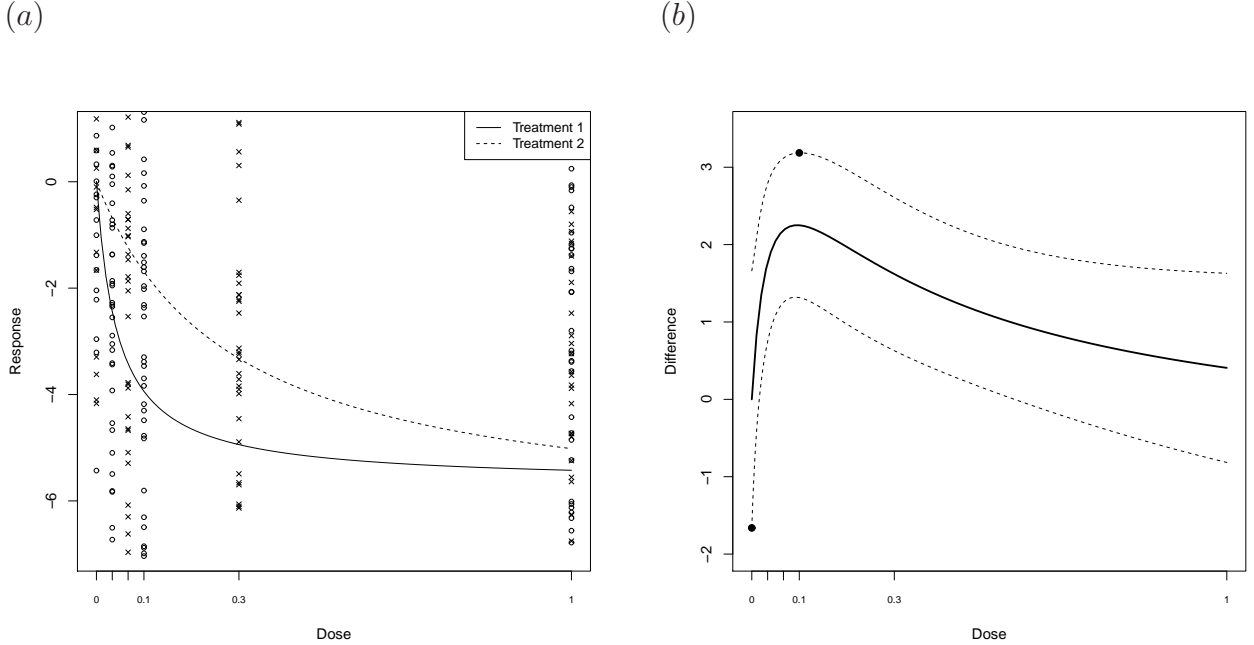 (a)
Treatment 1
Treatment 2
Response
0
−2
−4
−6
0
0.1
0.3
1
Dose
(b)
Difference
3
2
1
0
−1
−2
0
0.1
0.3
1
Dose